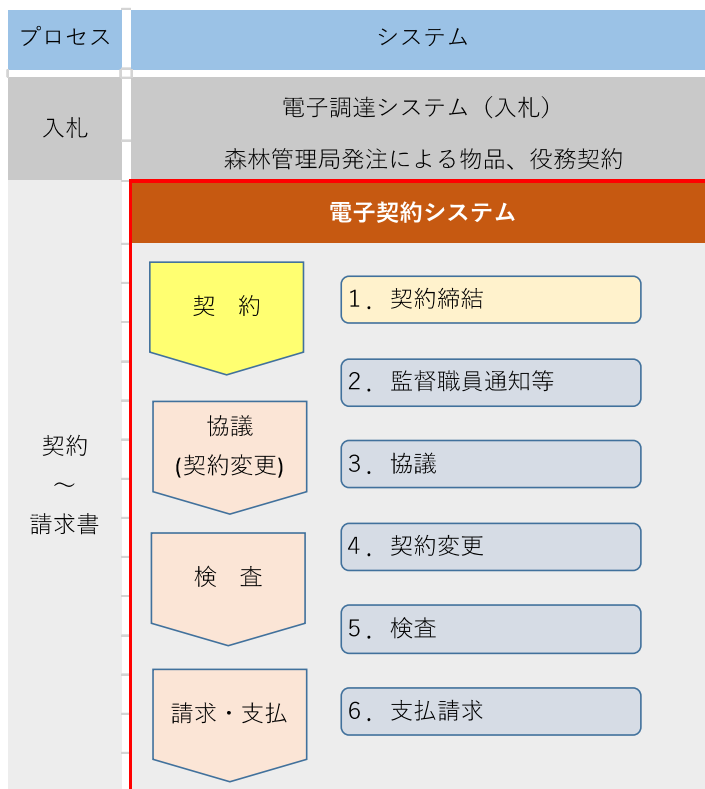 プロセス
システム
入札
電子調達システム（入札）
森林管理局発注による物品、役務契約
契約
～
請求書
電子契約システム
契　約
協議
(契約変更)
検　査
請求・支払
1．契約締結
2．監督職員通知等
3．協議
4．契約変更
5．検査
6．支払請求